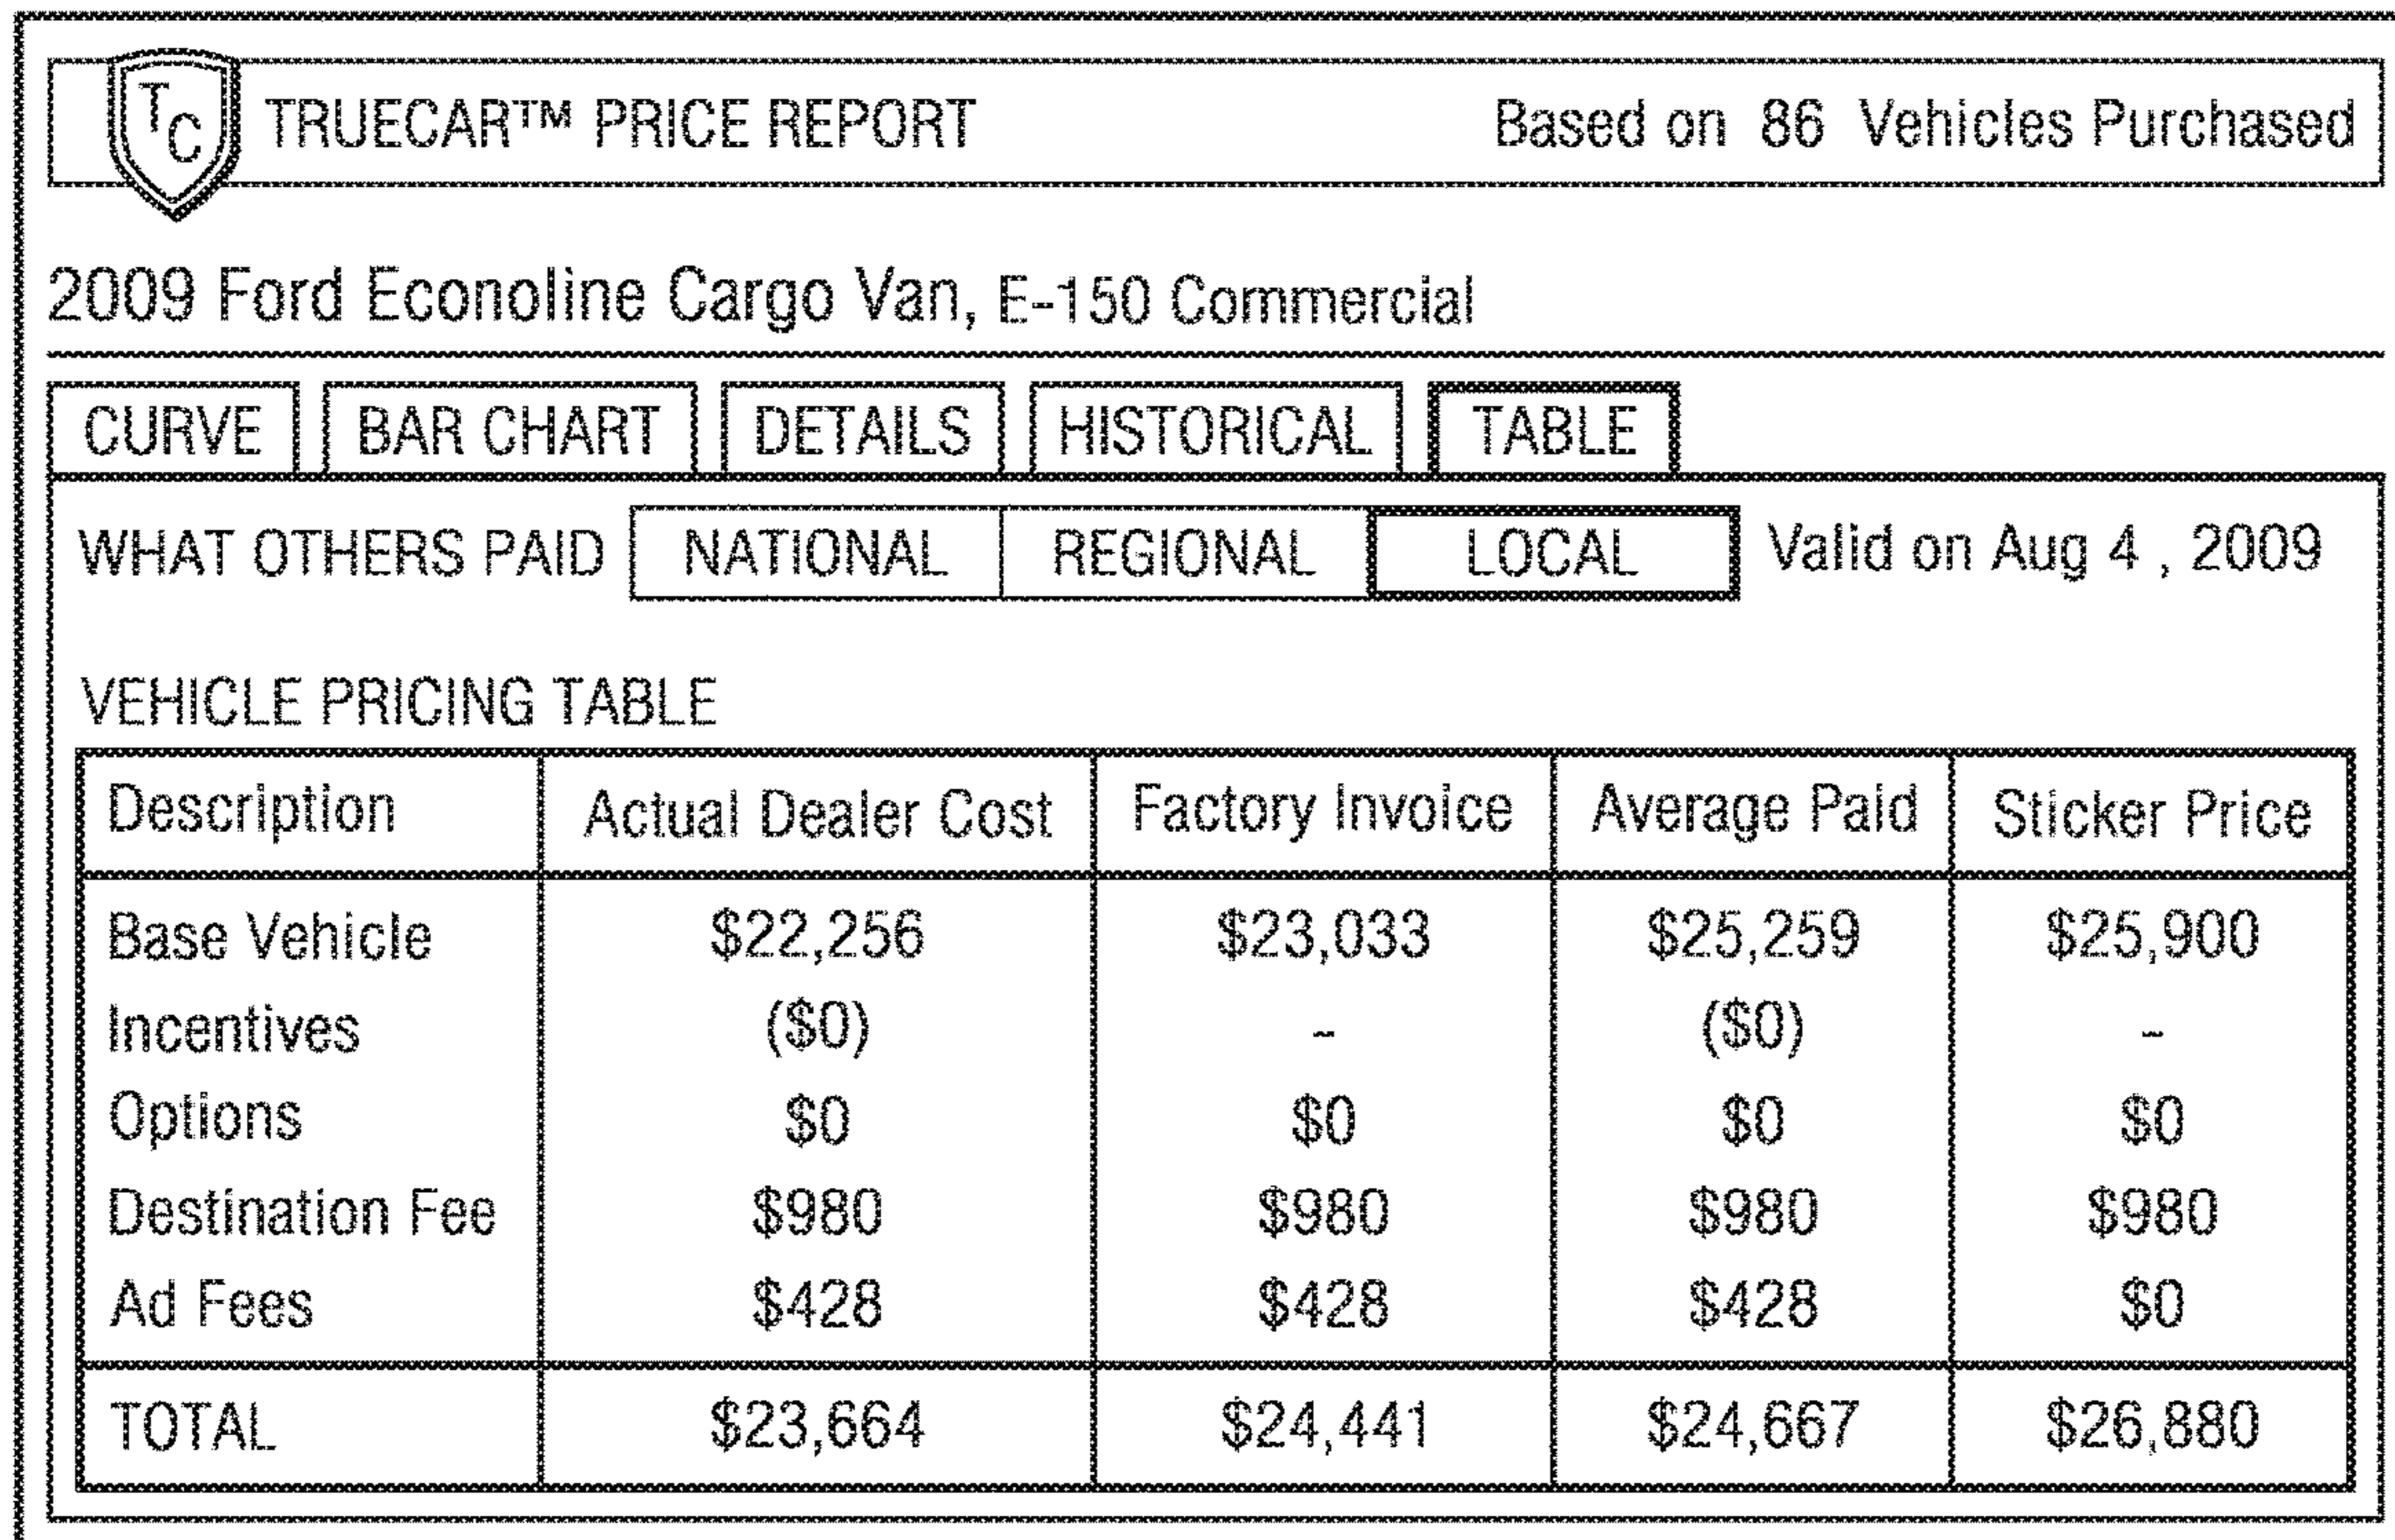 TC TRUECAR™ PRICE REPORT Based on 86 Vehicles Purchased
2009 Ford Econoline Cargo Van, E-150 Commercial
CURVE BAR CHART DETAILS HISTORICAL TABLE
WHAT OTHERS PAID NATIONAL REGIONAL LOCAL Valid on Aug 4 , 2009
VEHICLE PRICING TABLE
Description Actual Dealer Cost Factory Invoice Average Paid Sticker Price
Base Vehicle $22,256 $23,033 $25,259 $25,900
Incentives ($0) - ($0) -
Options $0 $0 $0 $0
Destination Fee $980 $980 $980 $980
Ad Fees $428 $428 $428 $0
TOTAL $23,664 $24,441 $24,667 $26,880